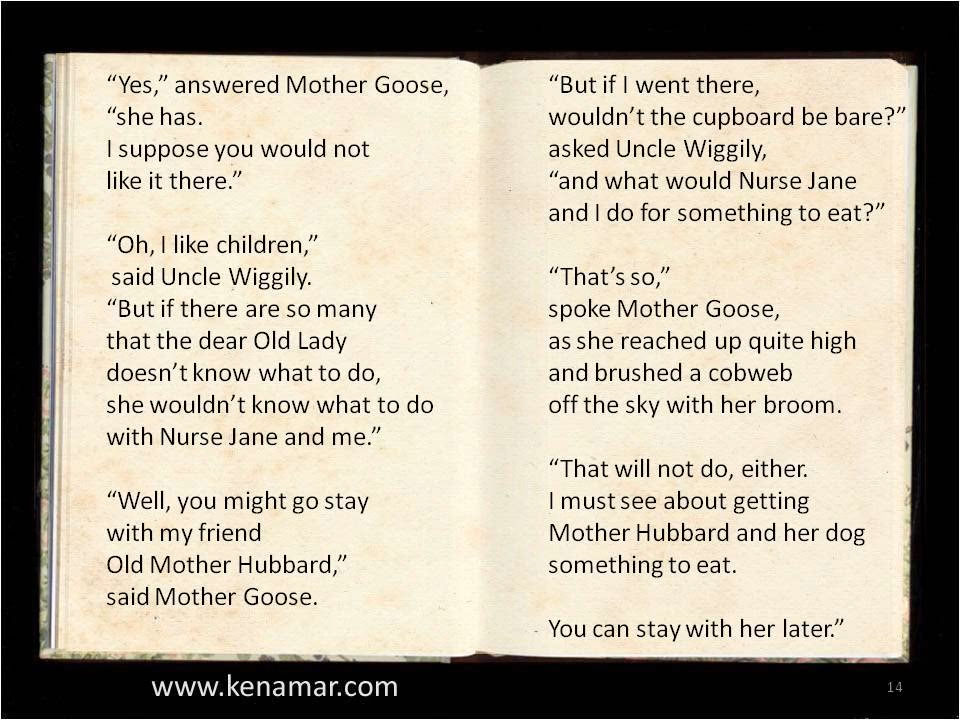 “Yes,” answered Mother Goose,
“she has.
I suppose you would not
like it there.”
“Oh, I like children,”
said Uncle Wiggily.
“But if there are so many
that the dear Old Lady
doesn’t know what to do,
she wouldn’t know what to do
with Nurse Jane and me.”
“Well, you might go stay
with my friend
Old Mother Hubbard,”
said Mother Goose.
“But if I went there,
wouldn’t the cupboard be bare?”
asked Uncle Wiggily,
“and what would Nurse Jane
and I do for something to eat?”
“That’s so,”
spoke Mother Goose,
as she reached up quite high
and brushed a cobweb
off the sky with her broom.
“That will not do, either.
I must see about getting
Mother Hubbard and her dog
something to eat.
You can stay with her later.”
www.kenamar.com
14